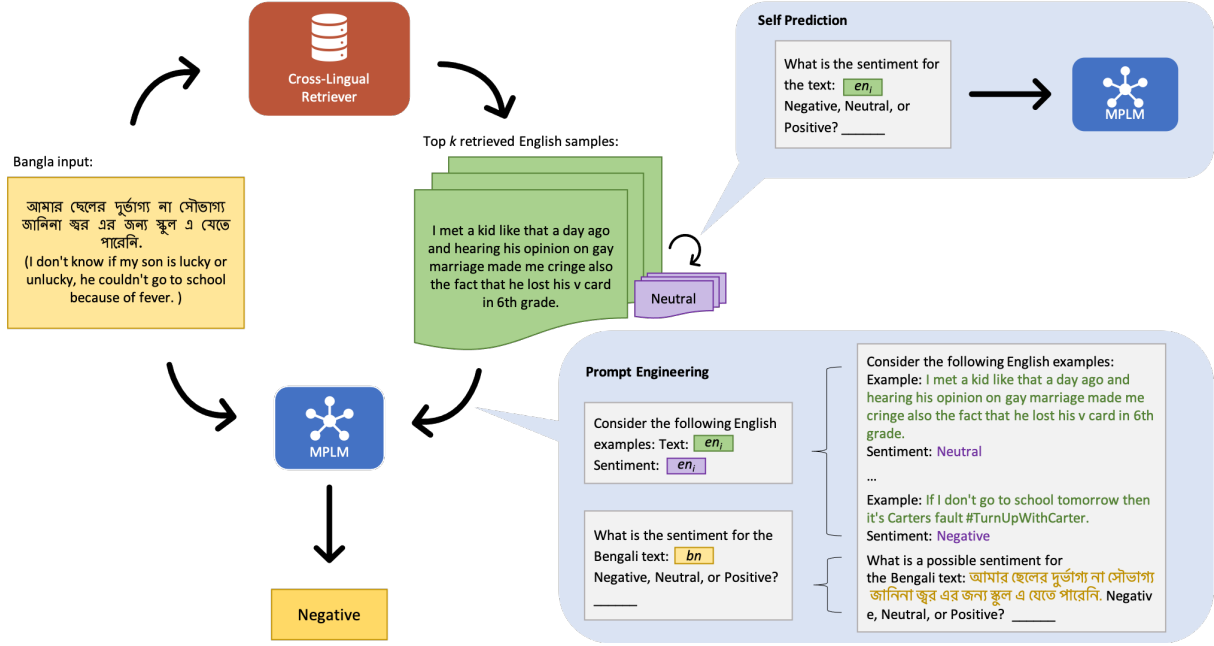 Cross-Lingual
Retriever
Bangla input:
আমার ছেলের দুর্ভাগ্য না সৌভাগ্য
জানিনা জ্বর এর জন্য স্কুল এ যেতে
পারেনি.
(I don't know if my son is lucky or
unlucky, he couldn't go to school
because of fever. )
Top k retrieved English samples:
I met a kid like that a day ago
and hearing his opinion on gay
marriage made me cringe also
the fact that he lost his v card
in 6th grade.
Neutral
Self Prediction
What is the sentiment for
the text: en_i
Negative, Neutral, or
Positive? ______
MPLM
MPLM
Negative
Prompt Engineering
Consider the following English
examples: Text: en_i
Sentiment: en_i
What is the sentiment for the
Bengali text: bn
Negative, Neutral, or Positive?
______
Consider the following English examples:
Example: I met a kid like that a day ago and
hearing his opinion on gay marriage made me
cringe also the fact that he lost his v card in 6th
grade.
Sentiment: Neutral
...
Example: If I don't go to school tomorrow then
it's Carters fault #TurnUpWithCarter.
Sentiment: Negative
What is a possible sentiment for
the Bengali text: আমার ছেলের দুর্ভাগ্য না সৌভাগ্য
জানিনা জ্বর এর জন্য স্কুল এ যেতে পারেনি. Negativ
e, Neutral, or Positive? ______